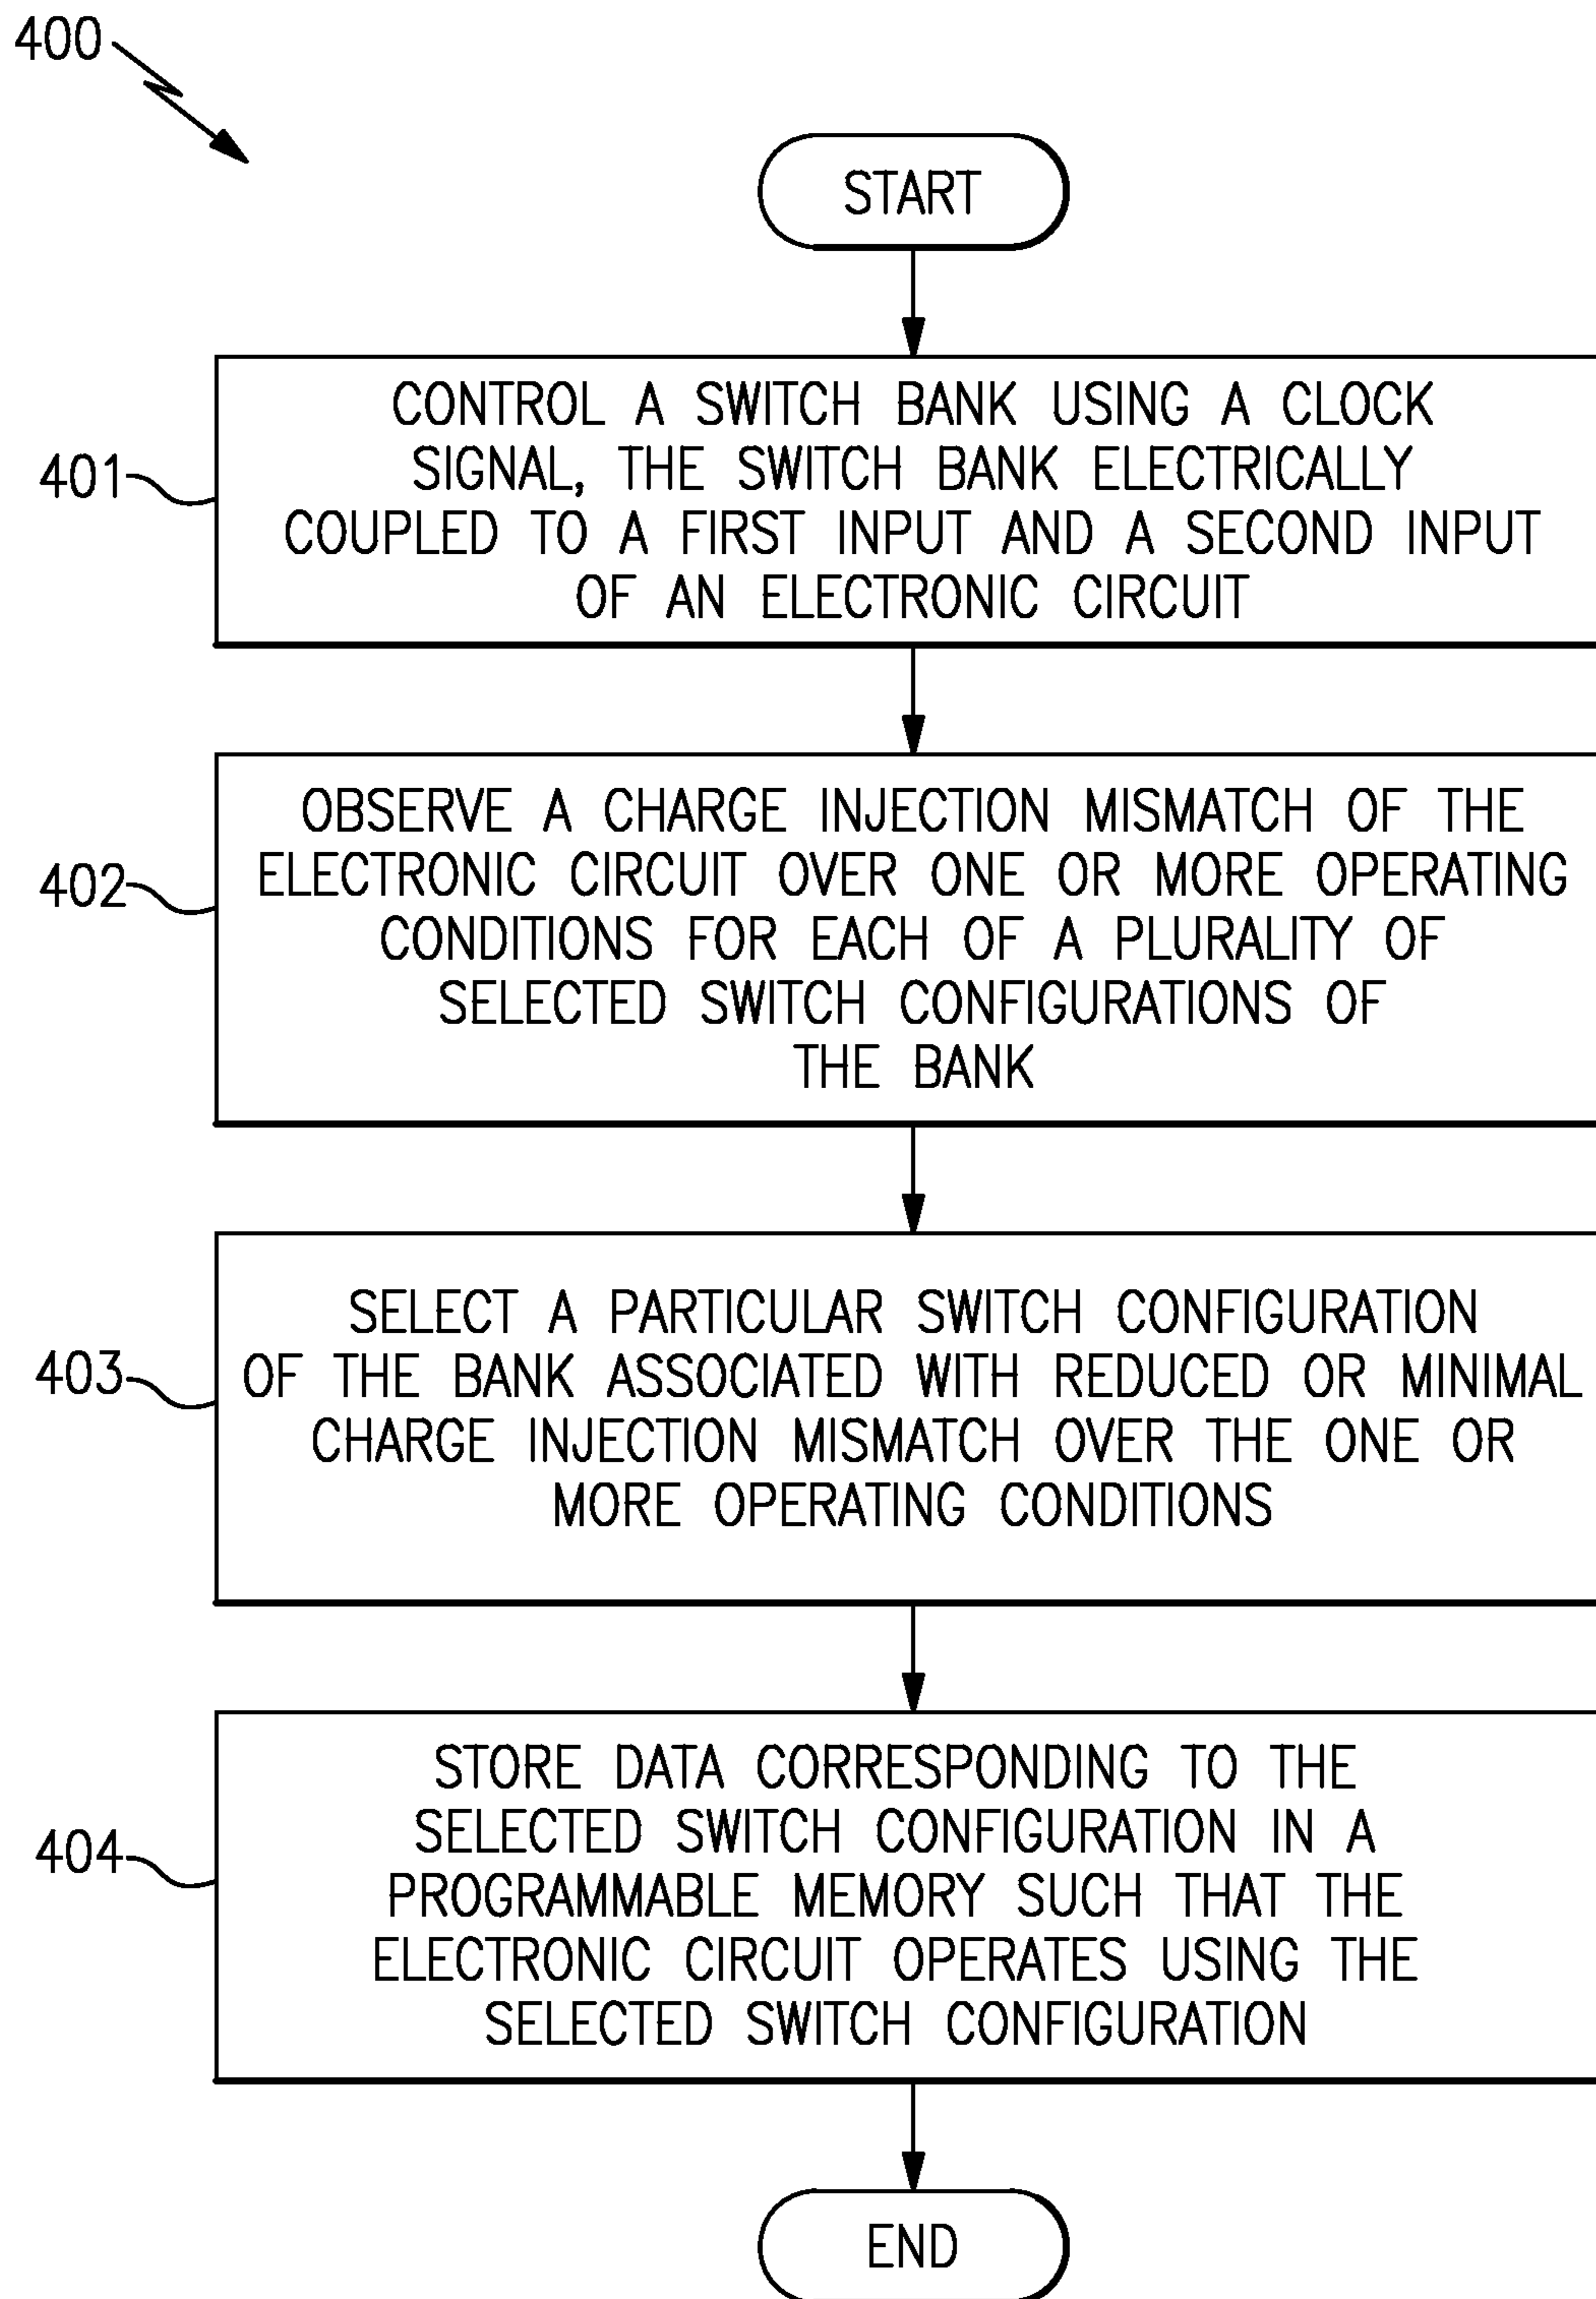 400
START
CONTROL A SWITCH BANK USING A CLOCK
SIGNAL, THE SWITCH BANK ELECTRICALLY
COUPLED TO A FIRST INPUT AND A SECOND INPUT
OF AN ELECTRONIC CIRCUIT
401
OBSERVE A CHARGE INJECTION MISMATCH OF THE
ELECTRONIC CIRCUIT OVER ONE OR MORE OPERATING
CONDITIONS FOR EACH OF A PLURALITY OF
SELECTED SWITCH CONFIGURATIONS OF
THE BANK
402
SELECT A PARTICULAR SWITCH CONFIGURATION
OF THE BANK ASSOCIATED WITH REDUCED OR MINIMAL
CHARGE INJECTION MISMATCH OVER THE ONE OR
MORE OPERATING CONDITIONS
403
STORE DATA CORRESPONDING TO THE
SELECTED SWITCH CONFIGURATION IN A
PROGRAMMABLE MEMORY SUCH THAT THE
ELECTRONIC CIRCUIT OPERATES USING THE
SELECTED SWITCH CONFIGURATION
404
END